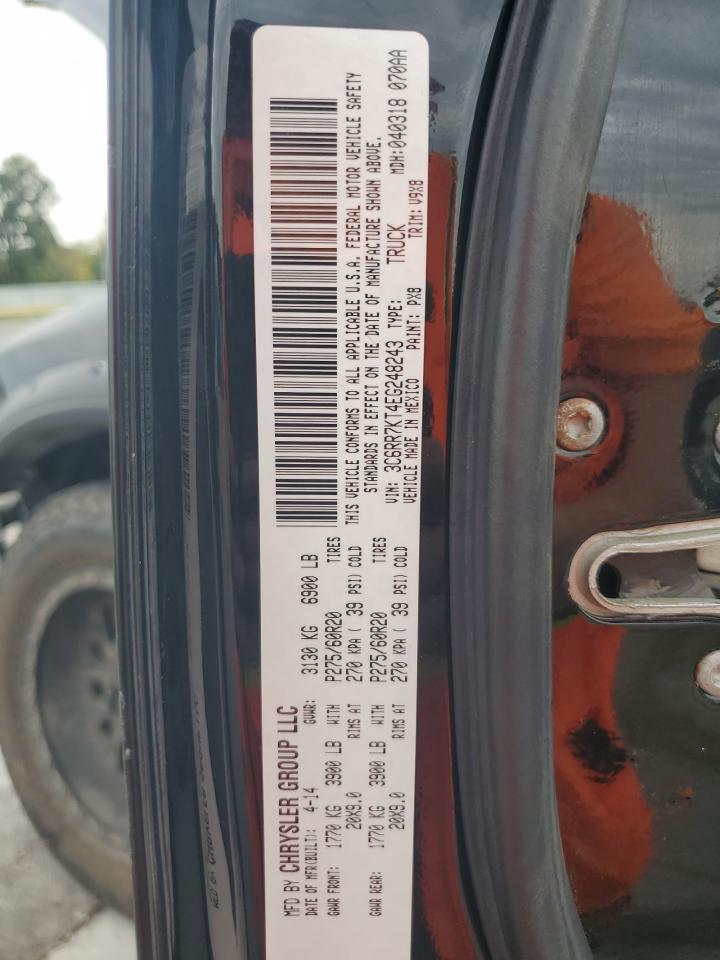 MFD BY CHRYSLER GROUP LLC
DATE OF MFR(BUILT): 4-14 GVWR: 3130 KG 6900 LB
GAWR FRONT: 1770 KG 3900 LB WITH P275/60R20 TIRES
20X9.0 RIMS AT 270 KPA ( 39 PSI) COLD
GAWR REAR: 1770 KG 3900 LB WITH P275/60R20 TIRES
20X9.0 RIMS AT 270 KPA ( 39 PSI) COLD
THIS VEHICLE CONFORMS TO ALL APPLICABLE U.S.A. FEDERAL MOTOR VEHICLE SAFETY
STANDARDS IN EFFECT ON THE DATE OF MANUFACTURE SHOWN ABOVE.
VIN: 3C6RR7KT4EG248243 TYPE: TRUCK MDH:040318 070AA
VEHICLE MADE IN MEXICO PAINT: PX8 TRIM: V9X8